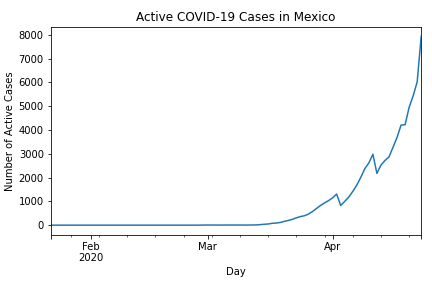 Active COVID-19 Cases in Mexico
Number of Active Cases
8000
7000
6000
5000
4000
3000
2000
1000
0
Feb Mar Apr
2020
Day